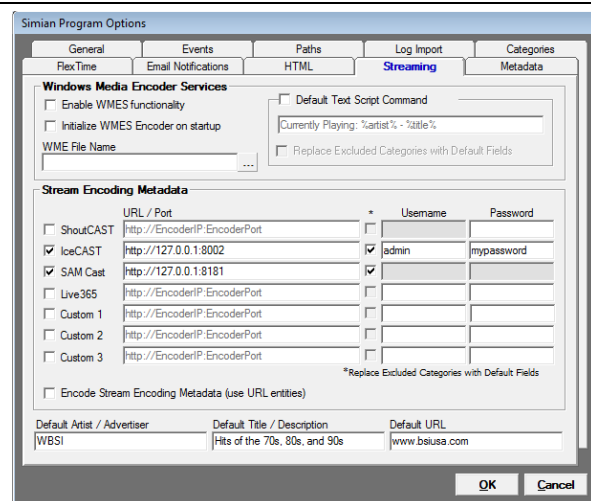 Simian Program Options
General Events Paths Log Import Categories
FlexTime Email Notifications HTML Streaming Metadata
Windows Media Encoder Services
Enable WMES functionality
Initialize WMES Encoder on startup
WME File Name
...
Default Text Script Command
Currently Playing: %artist% - %title%
Replace Excluded Categories with Default Fields
Stream Encoding Metadata
URL / Port * Username Password
ShoutCAST http://EncoderIP:EncoderPort
IceCAST http://127.0.0.1:8002 admin mypassword
SAM Cast http://127.0.0.1:8181
Live365 http://EncoderIP:EncoderPort
Custom 1 http://EncoderIP:EncoderPort
Custom 2 http://EncoderIP:EncoderPort
Custom 3 http://EncoderIP:EncoderPort
*Replace Excluded Categories with Default Fields
Encode Stream Encoding Metadata (use URL entities)
Default Artist / Advertiser Default Title / Description Default URL
WBSI Hits of the 70s, 80s, and 90s www.bsiusa.com
OK Cancel